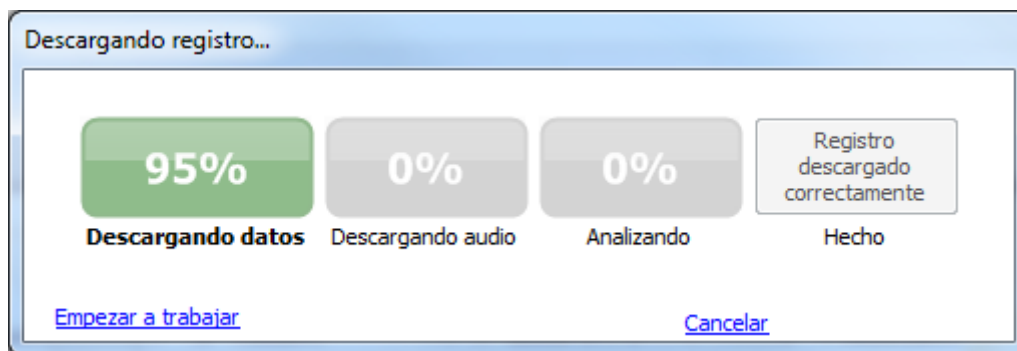 Descargando registro...
95%
0%
0%
Registro
descargado
correctamente
Descargando datos
Descargando audio
Analizando
Hecho
Empezar a trabajar
Cancelar